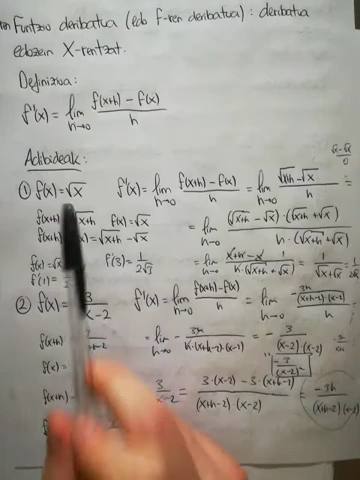 Funtzio deribatua (edo f-ren deribatua): deribatua
edozein X-rentzat.
Definizioa:
f'(x) = lim h→0 (f(x+h) - f(x))/h
Adibideak:
① f(x) = √x f'(x) = lim h→0 (f(x+h) - f(x))/h = lim h→0 (√x+h - √x)/h =
f(x) = √x = lim h→0 ((√x+h - √x)·(√x+h + √x))/(h·(√x+h + √x))
= √x+h - √x
f'(3) = 1/(2√3) = lim h→0 (x+h-x)/(h·(√x+h + √x)) = 1/(√x+√x)
② f(x) = 3/(x-2) f'(x) = lim h→0 (f(x+h) - f(x))/h = lim h→0 (-3h/((x+h-2)·(x-2)))/h
f(x+h) lim h→0 - 3h/(h·(x+h-2)·(x-2)) = - 3/((x-2)·(x-2))
f(x) = - 3/(x-2)²
3/(x-2) = (3·(x-2) - 3·(x+h-2))/((x+h-2)·(x-2)) = -3h/((x+h-2)·(x-2))